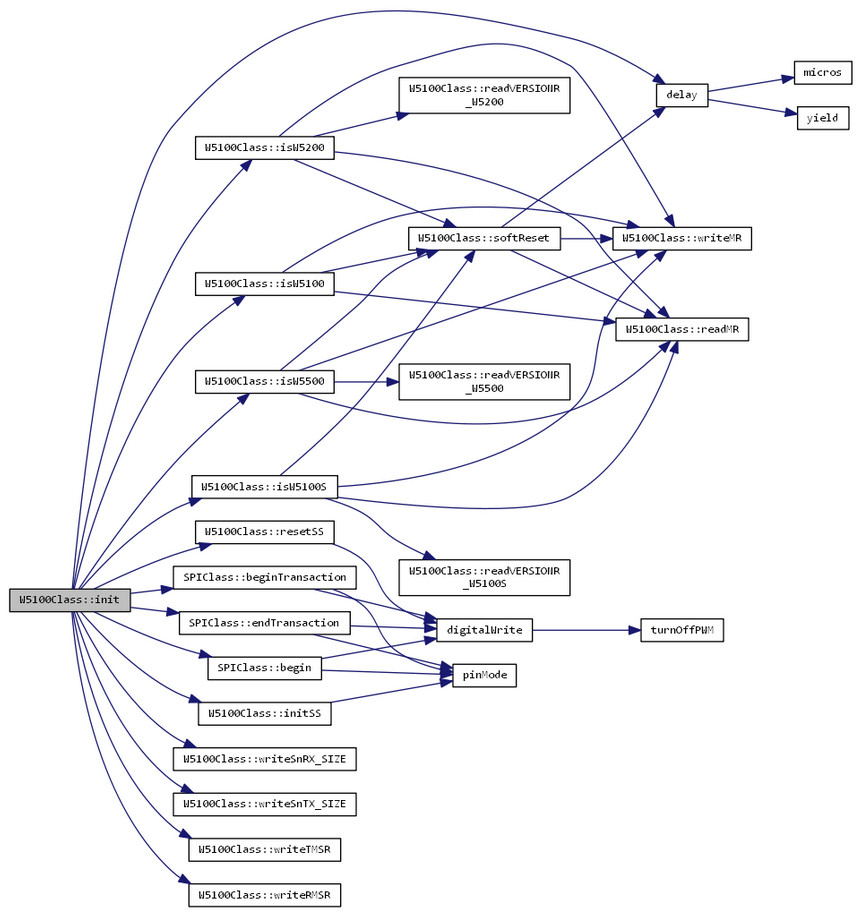 micros
W5100Class::readVERSIONR
_W5200
delay
yield
W5100Class::isW5200
W5100Class::softReset
W5100Class::writeMR
W5100Class::isW5100
W5100Class::readMR
W5100Class::isW5500
W5100Class::readVERSIONR
_W5500
W5100Class::isW5100S
W5100Class::resetSS
W5100Class::readVERSIONR
_W5100S
SPIClass::beginTransaction
W5100Class::init
SPIClass::endTransaction
digitalWrite
turnOffPWM
SPIClass::begin
pinMode
W5100Class::initSS
W5100Class::writeSnRX_SIZE
W5100Class::writeSnTX_SIZE
W5100Class::writeTMSR
W5100Class::writeRMSR